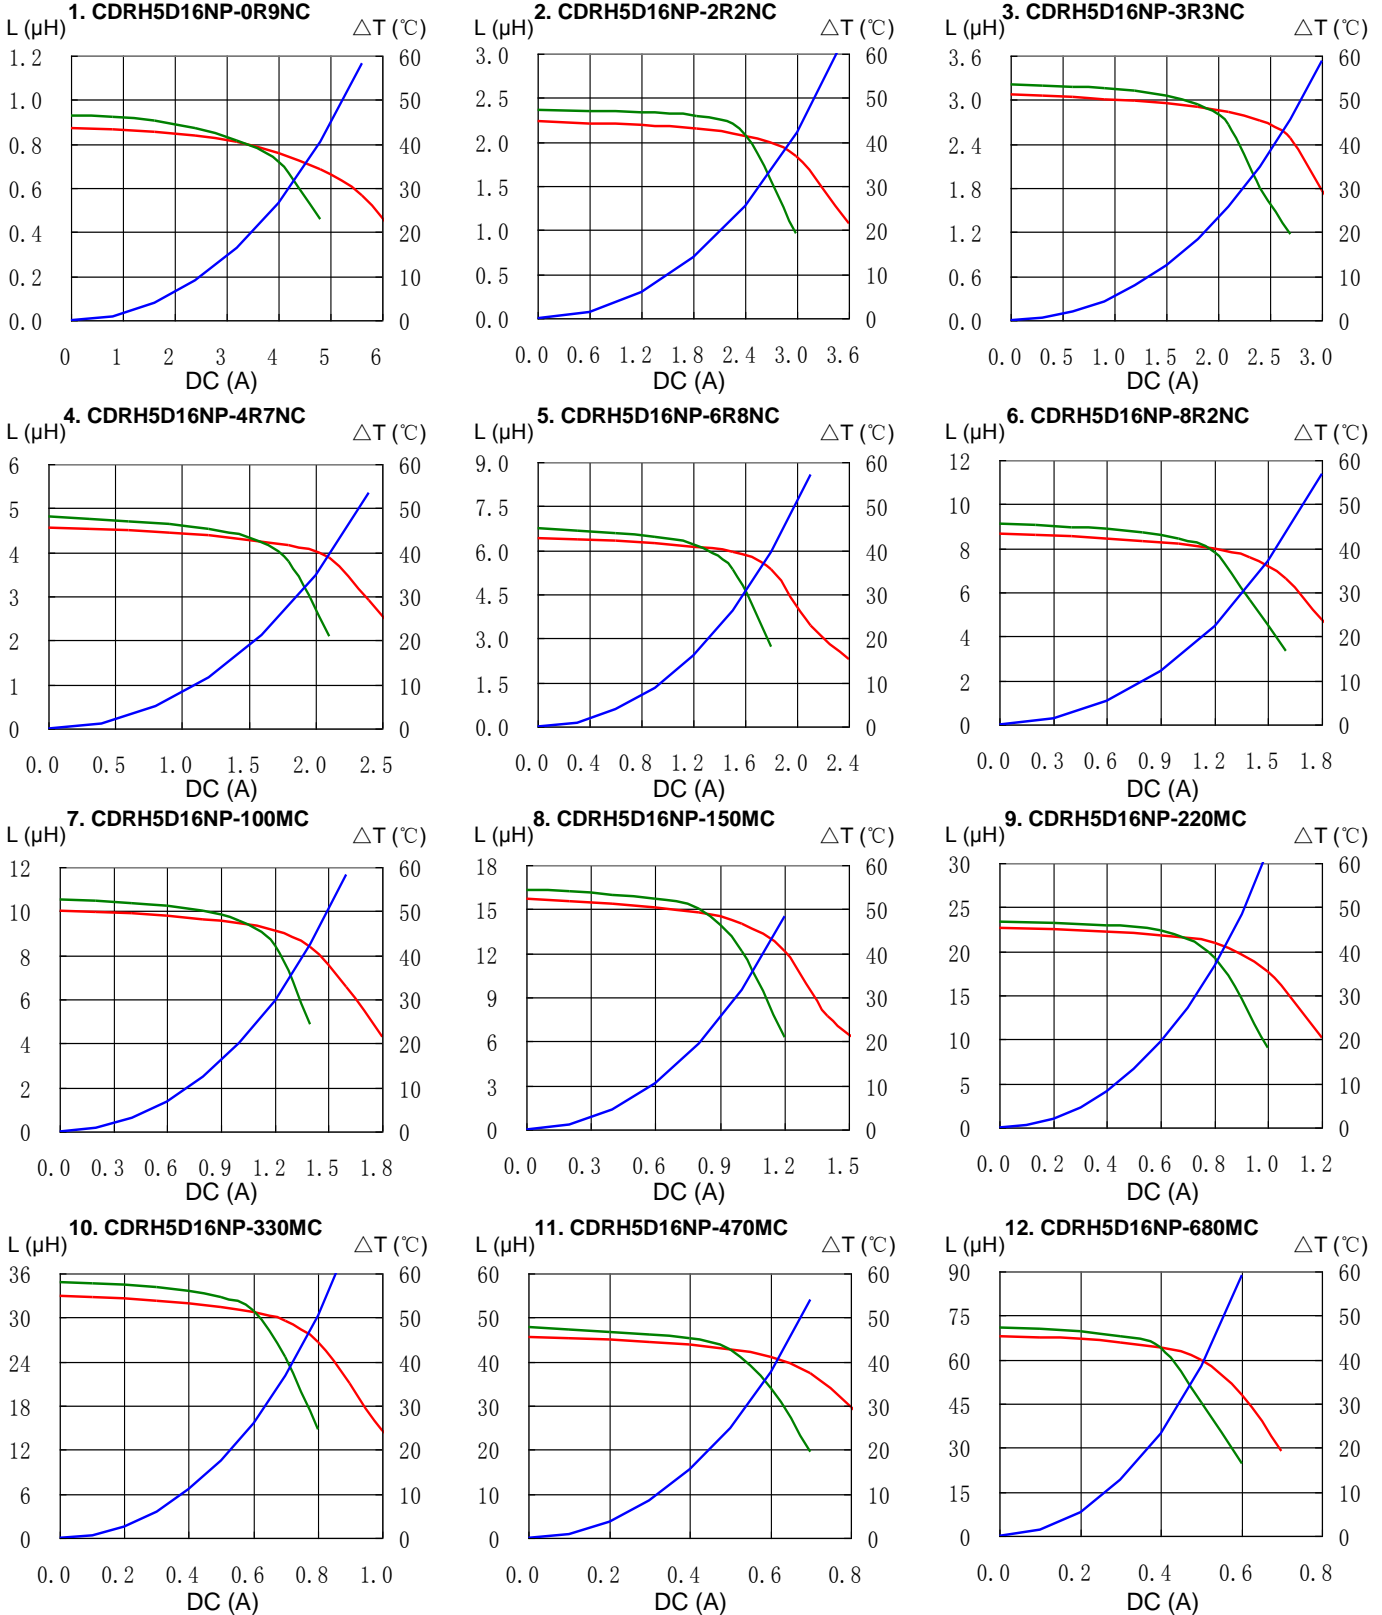 1. CDRH5D16NP-0R9NC
L (μH)
△T (℃)
1.2
1.0
0.8
0.6
0.4
0.2
0.0
60
50
40
30
20
10
0
0 1 2 3 4 5 6
DC (A)
2. CDRH5D16NP-2R2NC
L (μH)
△T (℃)
3.0
2.5
2.0
1.5
1.0
0.5
0.0
60
50
40
30
20
10
0
0.0 0.6 1.2 1.8 2.4 3.0 3.6
DC (A)
3. CDRH5D16NP-3R3NC
L (μH)
△T (℃)
3.6
3.0
2.4
1.8
1.2
0.6
0.0
60
50
40
30
20
10
0
0.0 0.5 1.0 1.5 2.0 2.5 3.0
DC (A)
4. CDRH5D16NP-4R7NC
L (μH)
△T (℃)
6
5
4
3
2
1
0
60
50
40
30
20
10
0
0.0 0.5 1.0 1.5 2.0 2.5
DC (A)
5. CDRH5D16NP-6R8NC
L (μH)
△T (℃)
9.0
7.5
6.0
4.5
3.0
1.5
0.0
60
50
40
30
20
10
0
0.0 0.4 0.8 1.2 1.6 2.0 2.4
DC (A)
6. CDRH5D16NP-8R2NC
L (μH)
△T (℃)
12
10
8
6
4
2
0
60
50
40
30
20
10
0
0.0 0.3 0.6 0.9 1.2 1.5 1.8
DC (A)
7. CDRH5D16NP-100MC
L (μH)
△T (℃)
12
10
8
6
4
2
0
60
50
40
30
20
10
0
0.0 0.3 0.6 0.9 1.2 1.5 1.8
DC (A)
8. CDRH5D16NP-150MC
L (μH)
△T (℃)
18
15
12
9
6
3
0
60
50
40
30
20
10
0
0.0 0.3 0.6 0.9 1.2 1.5
DC (A)
9. CDRH5D16NP-220MC
L (μH)
△T (℃)
30
25
20
15
10
5
0
60
50
40
30
20
10
0
0.0 0.2 0.4 0.6 0.8 1.0 1.2
DC (A)
10. CDRH5D16NP-330MC
L (μH)
△T (℃)
36
30
24
18
12
6
0
60
50
40
30
20
10
0
0.0 0.2 0.4 0.6 0.8 1.0
DC (A)
11. CDRH5D16NP-470MC
L (μH)
△T (℃)
60
50
40
30
20
10
0
60
50
40
30
20
10
0
0.0 0.2 0.4 0.6 0.8
DC (A)
12. CDRH5D16NP-680MC
L (μH)
△T (℃)
90
75
60
45
30
15
0
60
50
40
30
20
10
0
0.0 0.2 0.4 0.6 0.8
DC (A)